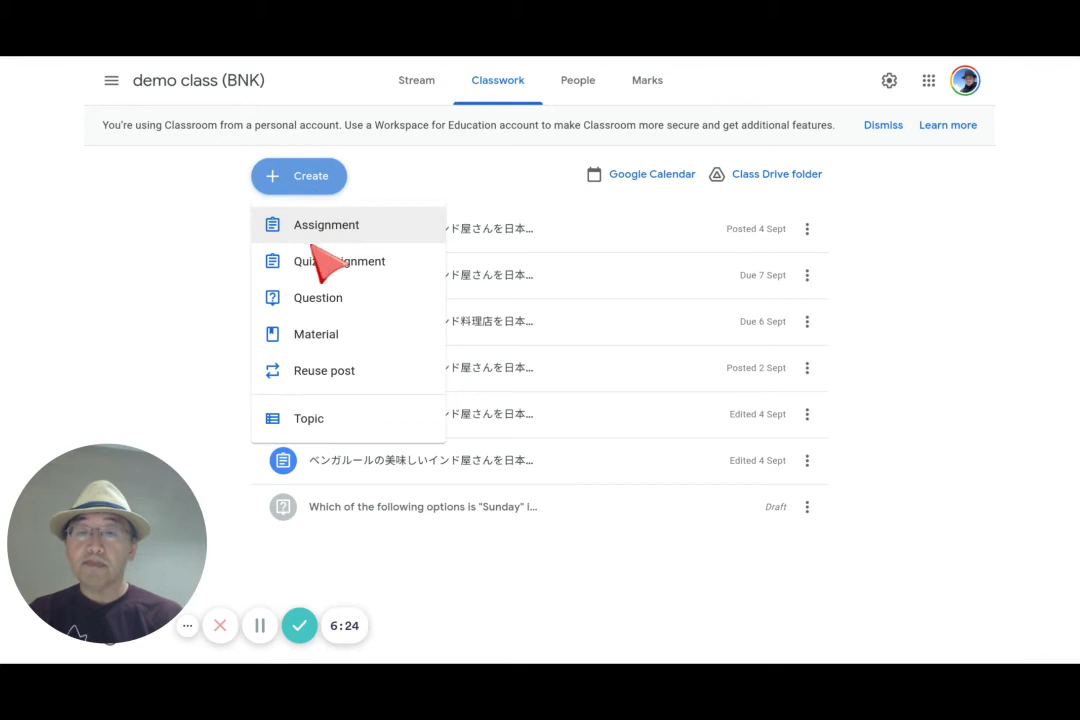 demo class (BNK)
Stream
Classwork
People
Marks
You're using Classroom from a personal account. Use a Workspace for Education account to make Classroom more secure and get additional features.
Dismiss
Learn more
Create
Google Calendar
Class Drive folder
Assignment
ド屋さんを日本...
Posted 4 Sept
Quiz assignment
ド屋さんを日本...
Due 7 Sept
Question
ド料理店を日本...
Due 6 Sept
Material
Reuse post
ド屋さんを日本...
Posted 2 Sept
Topic
ド屋さんを日本...
Edited 4 Sept
ベンガルールの美味しいインド屋さんを日本...
Edited 4 Sept
Which of the following options is "Sunday" i...
Draft
6:24